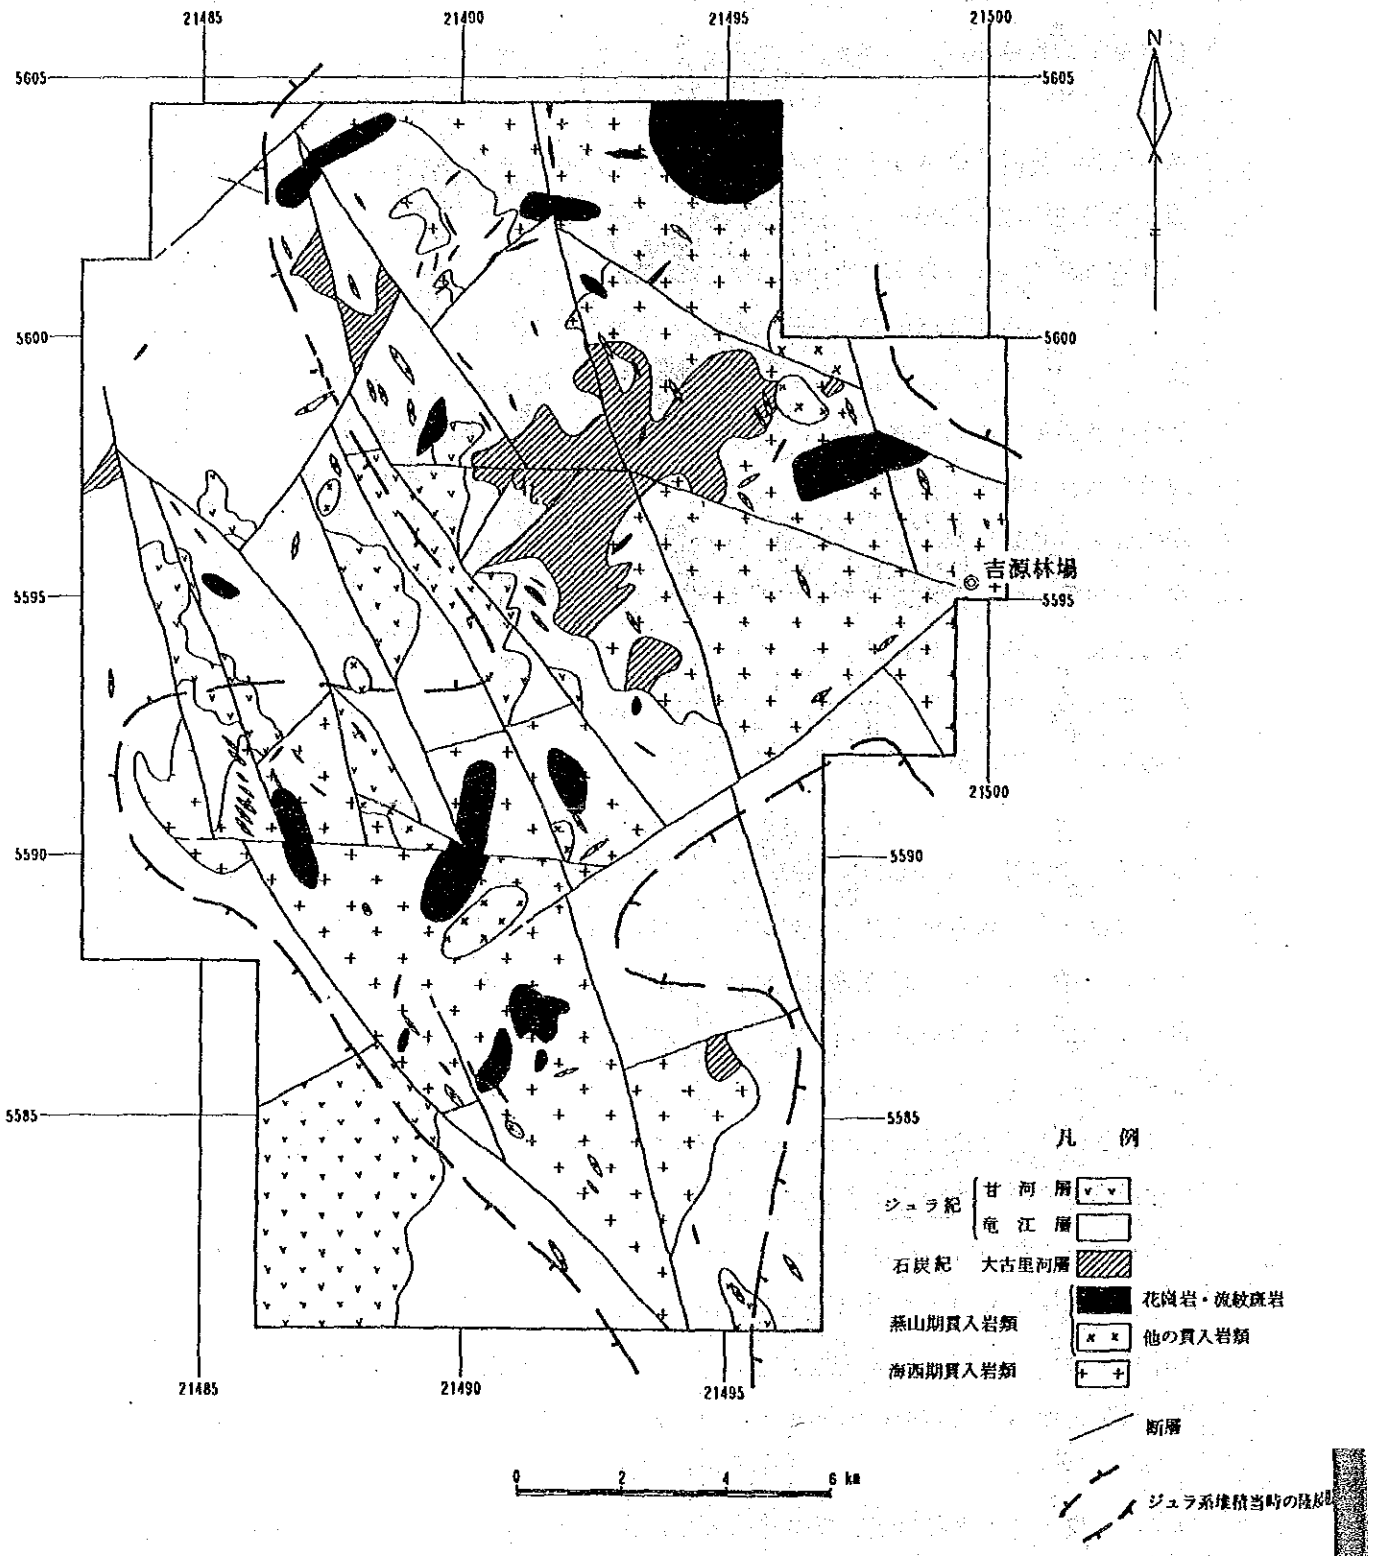 21485 21490 21495 21500
N
5605 5605
5600 5600
吉源林場
5595 5595
21500
5590 5590
5585 5585
凡 例
ジュラ紀 甘河層
竜江層
石炭紀 大古里河層
燕山期貫入岩類 花崗岩・流紋斑岩
他の貫入岩類
海西期貫入岩類
21485 21490 21495
断層
0 2 4 6 km
ジュラ系堆積当時の